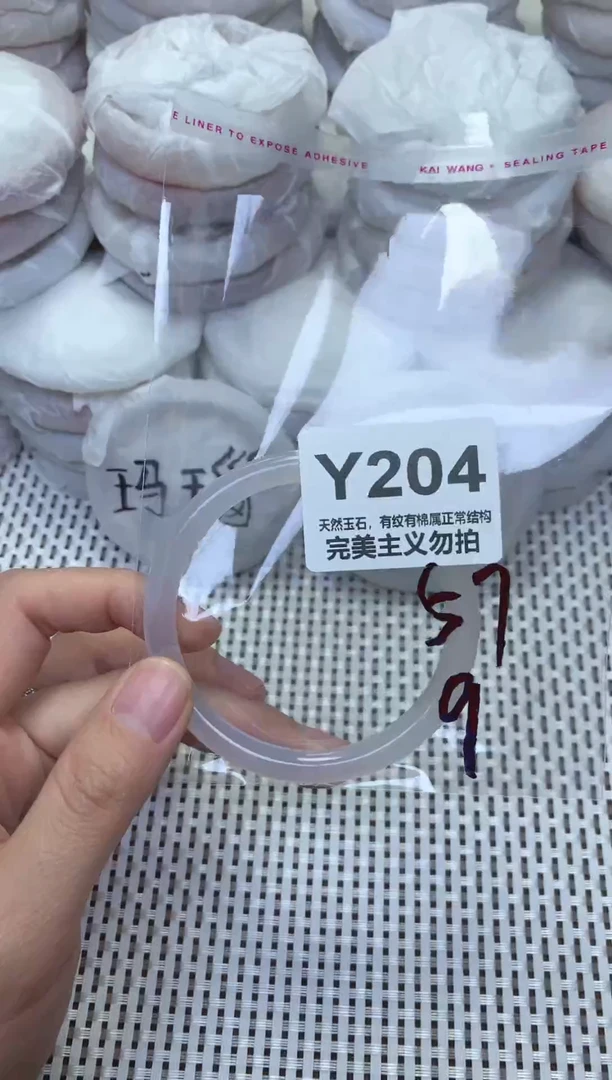 E LINER TO EXPOSE ADHESIVE
KAI WANG - SEALING TAPE
玛瑙
Y204
天然玉石，有纹有棉属正常结构
完美主义勿拍
57
9